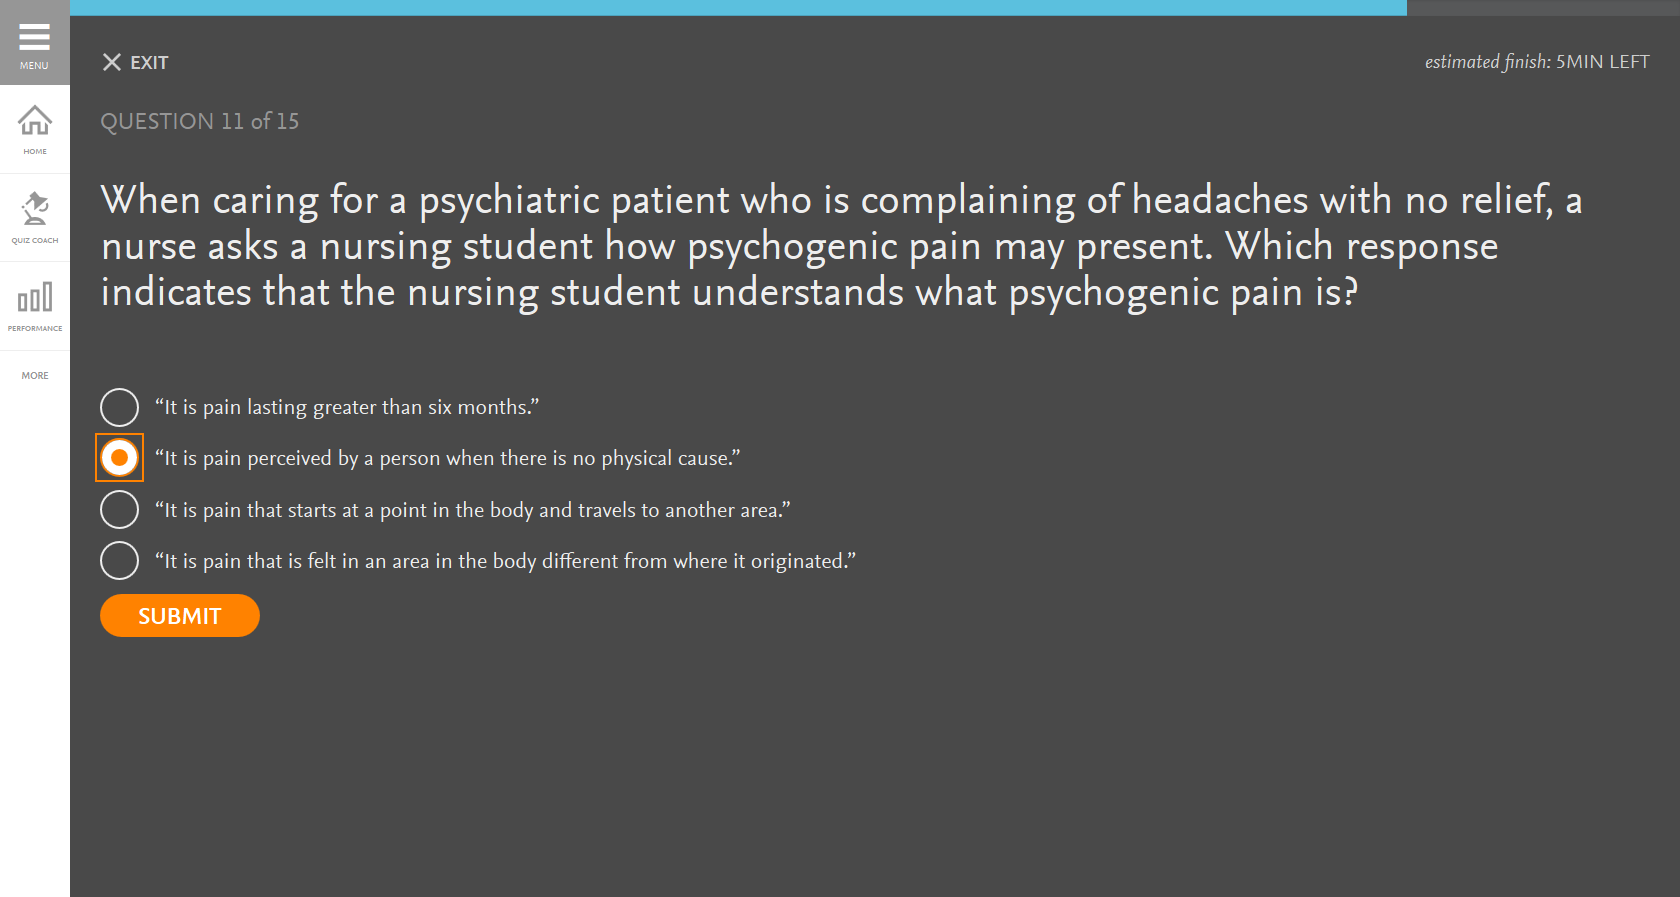 MENU
HOME
QUIZ COACH
PERFORMANCE
MORE
EXIT
estimated finish: 5MIN LEFT
QUESTION 11 of 15
When caring for a psychiatric patient who is complaining of headaches with no relief, a
nurse asks a nursing student how psychogenic pain may present. Which response
indicates that the nursing student understands what psychogenic pain is?
“It is pain lasting greater than six months.”
“It is pain perceived by a person when there is no physical cause.”
“It is pain that starts at a point in the body and travels to another area.”
“It is pain that is felt in an area in the body different from where it originated.”
SUBMIT